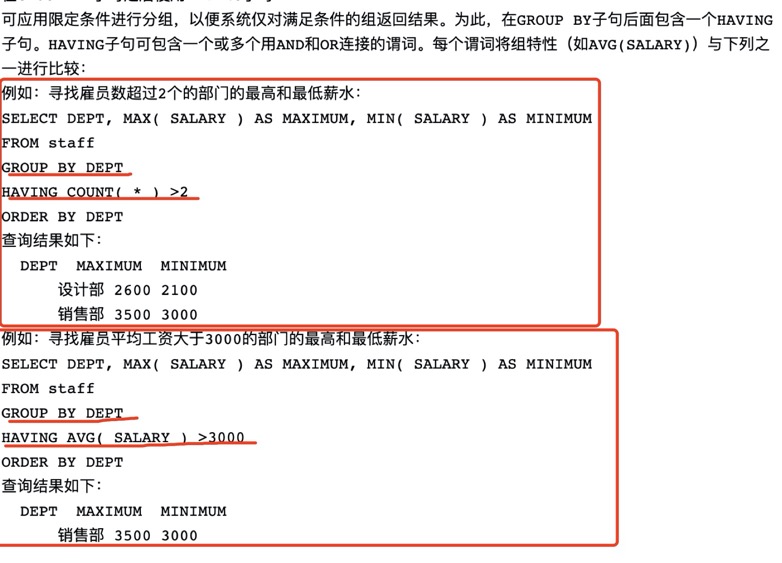 可应用限定条件进行分组，以便系统仅对满足条件的组返回结果。为此，在GROUP BY子句后面包含一个HAVING
子句。HAVING子句可包含一个或多个用AND和OR连接的谓词。每个谓词将组特性（如AVG(SALARY)）与下列之
一进行比较：
例如：寻找雇员数超过2个的部门的最高和最低薪水：
SELECT DEPT, MAX( SALARY ) AS MAXIMUM, MIN( SALARY ) AS MINIMUM
FROM staff
GROUP BY DEPT
HAVING COUNT( * ) >2
ORDER BY DEPT
查询结果如下：
DEPT MAXIMUM MINIMUM
设计部 2600 2100
销售部 3500 3000
例如：寻找雇员平均工资大于3000的部门的最高和最低薪水：
SELECT DEPT, MAX( SALARY ) AS MAXIMUM, MIN( SALARY ) AS MINIMUM
FROM staff
GROUP BY DEPT
HAVING AVG( SALARY ) >3000
ORDER BY DEPT
查询结果如下：
DEPT MAXIMUM MINIMUM
销售部 3500 3000